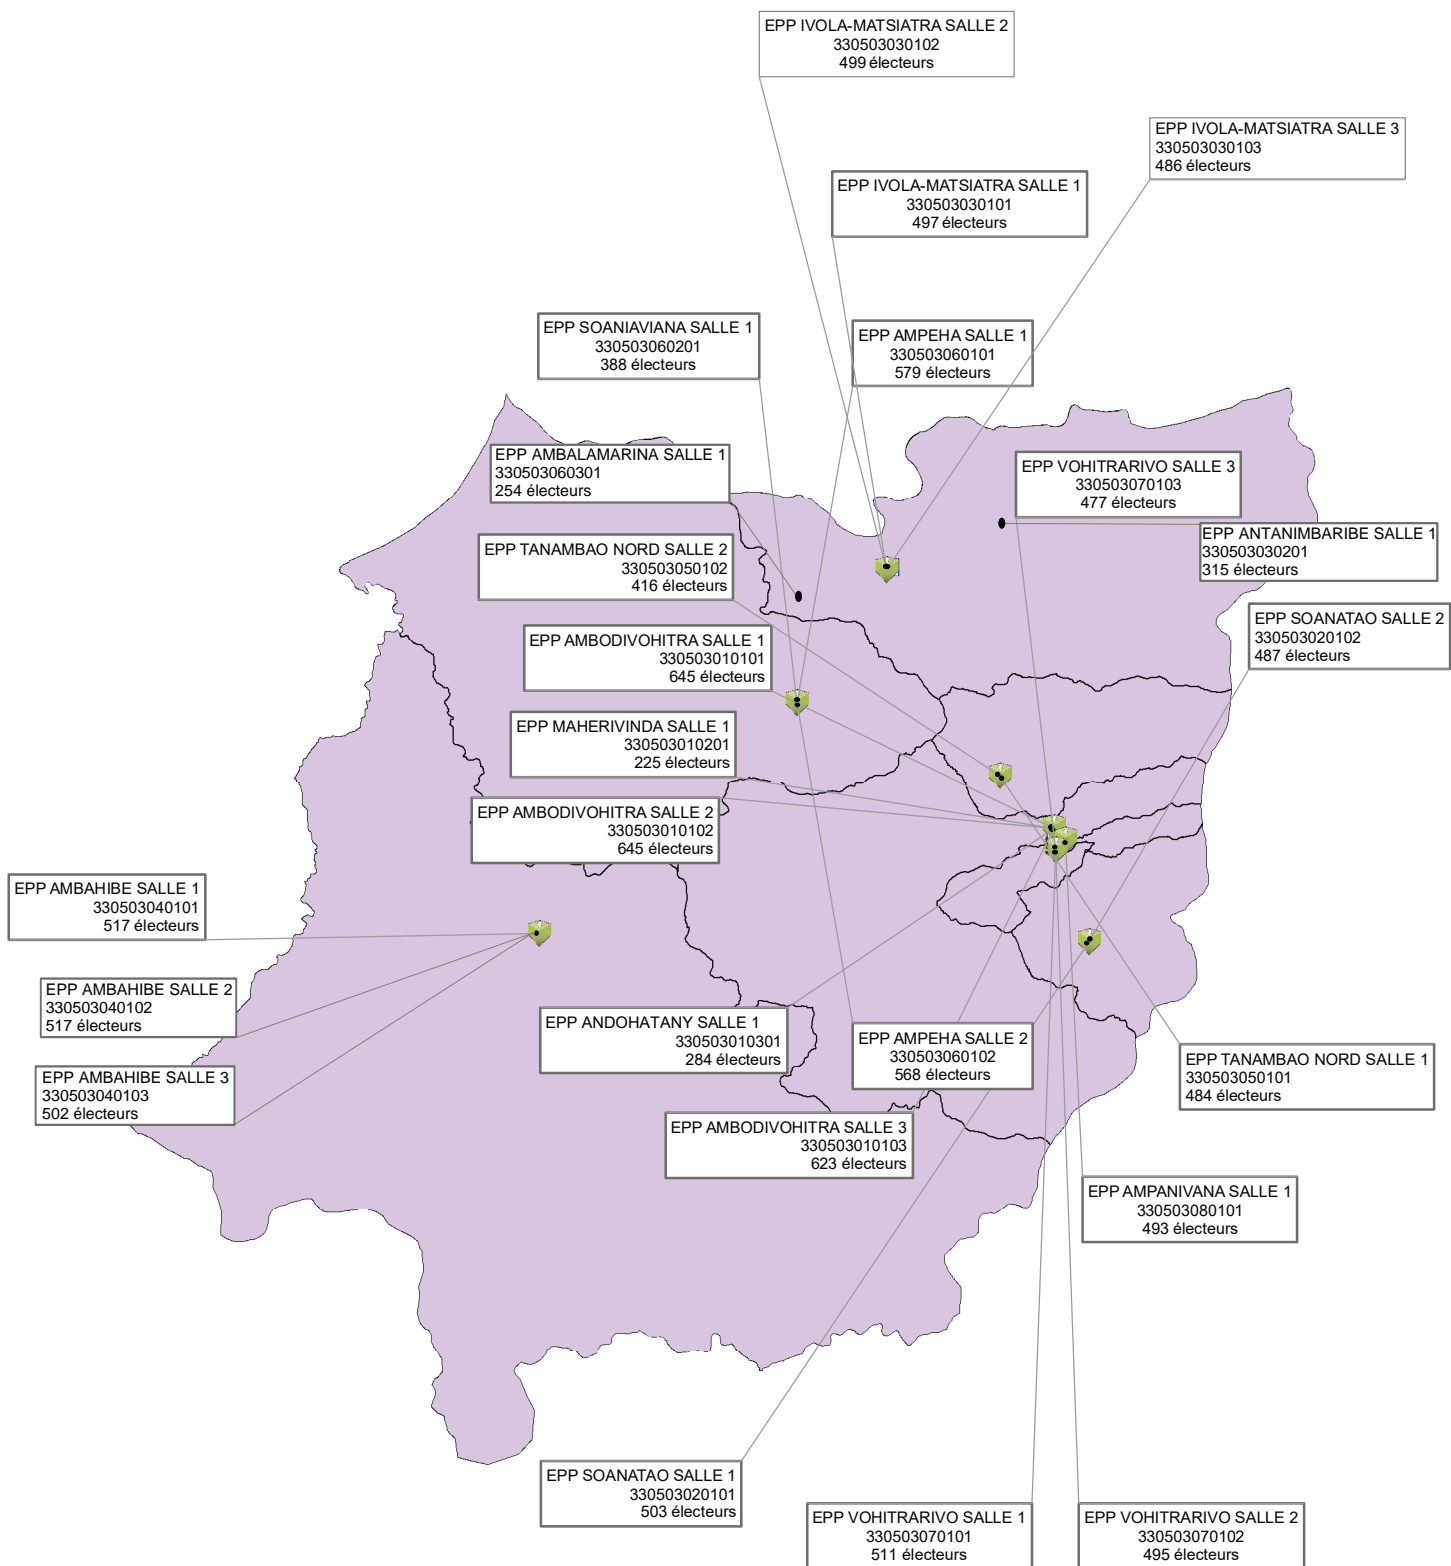 EPP IVOLA-MATSIATRA SALLE 2
330503030102
499 électeurs
EPP IVOLA-MATSIATRA SALLE 3
330503030103
486 électeurs
EPP IVOLA-MATSIATRA SALLE 1
330503030101
497 électeurs
EPP SOANIAVIANA SALLE 1
330503060201
388 électeurs
EPP AMPEHA SALLE 1
330503060101
579 électeurs
EPP AMBALAMARINA SALLE 1
330503060301
254 électeurs
EPP VOHITRARIVO SALLE 3
330503070103
477 électeurs
EPP ANTANIMBARIBE SALLE 1
330503030201
315 électeurs
EPP TANAMBAO NORD SALLE 2
330503050102
416 électeurs
EPP SOANATAO SALLE 2
330503020102
487 électeurs
EPP AMBODIVOHITRA SALLE 1
330503010101
645 électeurs
EPP MAHERIVINDA SALLE 1
330503010201
225 électeurs
EPP AMBODIVOHITRA SALLE 2
330503010102
645 électeurs
EPP AMBAHIBE SALLE 1
330503040101
517 électeurs
EPP AMBAHIBE SALLE 2
330503040102
517 électeurs
EPP AMBAHIBE SALLE 3
330503040103
502 électeurs
EPP ANDOHATANY SALLE 1
330503010301
284 électeurs
EPP AMPEHA SALLE 2
330503060102
568 électeurs
EPP TANAMBAO NORD SALLE 1
330503050101
484 électeurs
EPP AMBODIVOHITRA SALLE 3
330503010103
623 électeurs
EPP AMPANIVANA SALLE 1
330503080101
493 électeurs
EPP SOANATAO SALLE 1
330503020101
503 électeurs
EPP VOHITRARIVO SALLE 1
330503070101
511 électeurs
EPP VOHITRARIVO SALLE 2
330503070102
495 électeurs